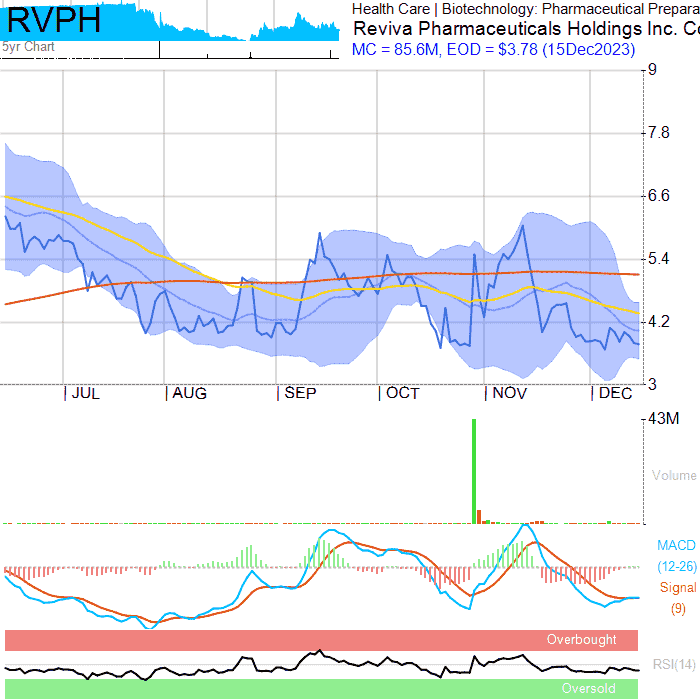 RVPH
5yr Chart
Health Care | Biotechnology: Pharmaceutical Prepara
Reviva Pharmaceuticals Holdings Inc. Co
MC = 85.6M, EOD = $3.78 (15Dec2023)
9
7.8
6.6
5.4
4.2
3
JUL
AUG
SEP
OCT
NOV
DEC
43M
Volume
MACD
(12-26)
Signal
(9)
Overbought
RSI(14)
Oversold